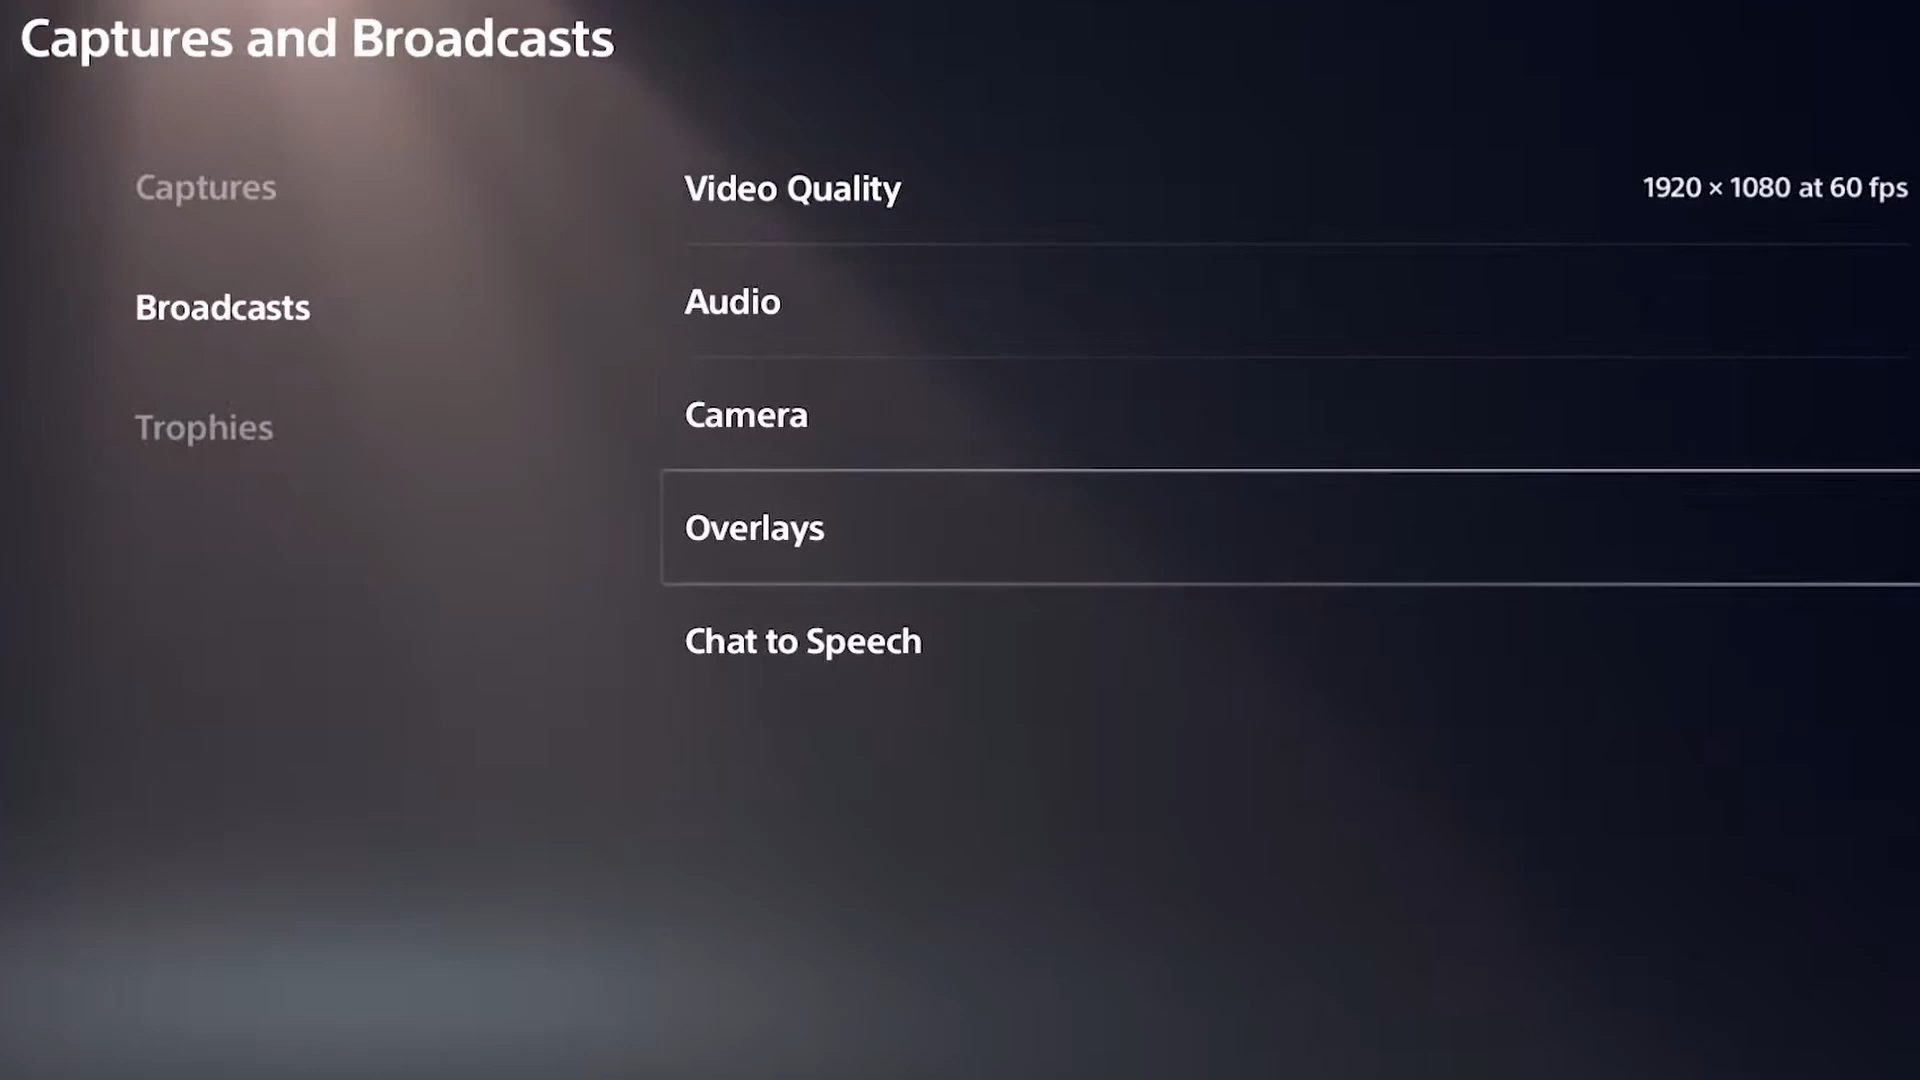 Captures and Broadcasts
Captures
Broadcasts
Trophies
Video Quality
1920 × 1080 at 60 fps
Audio
Camera
Overlays
Chat to Speech